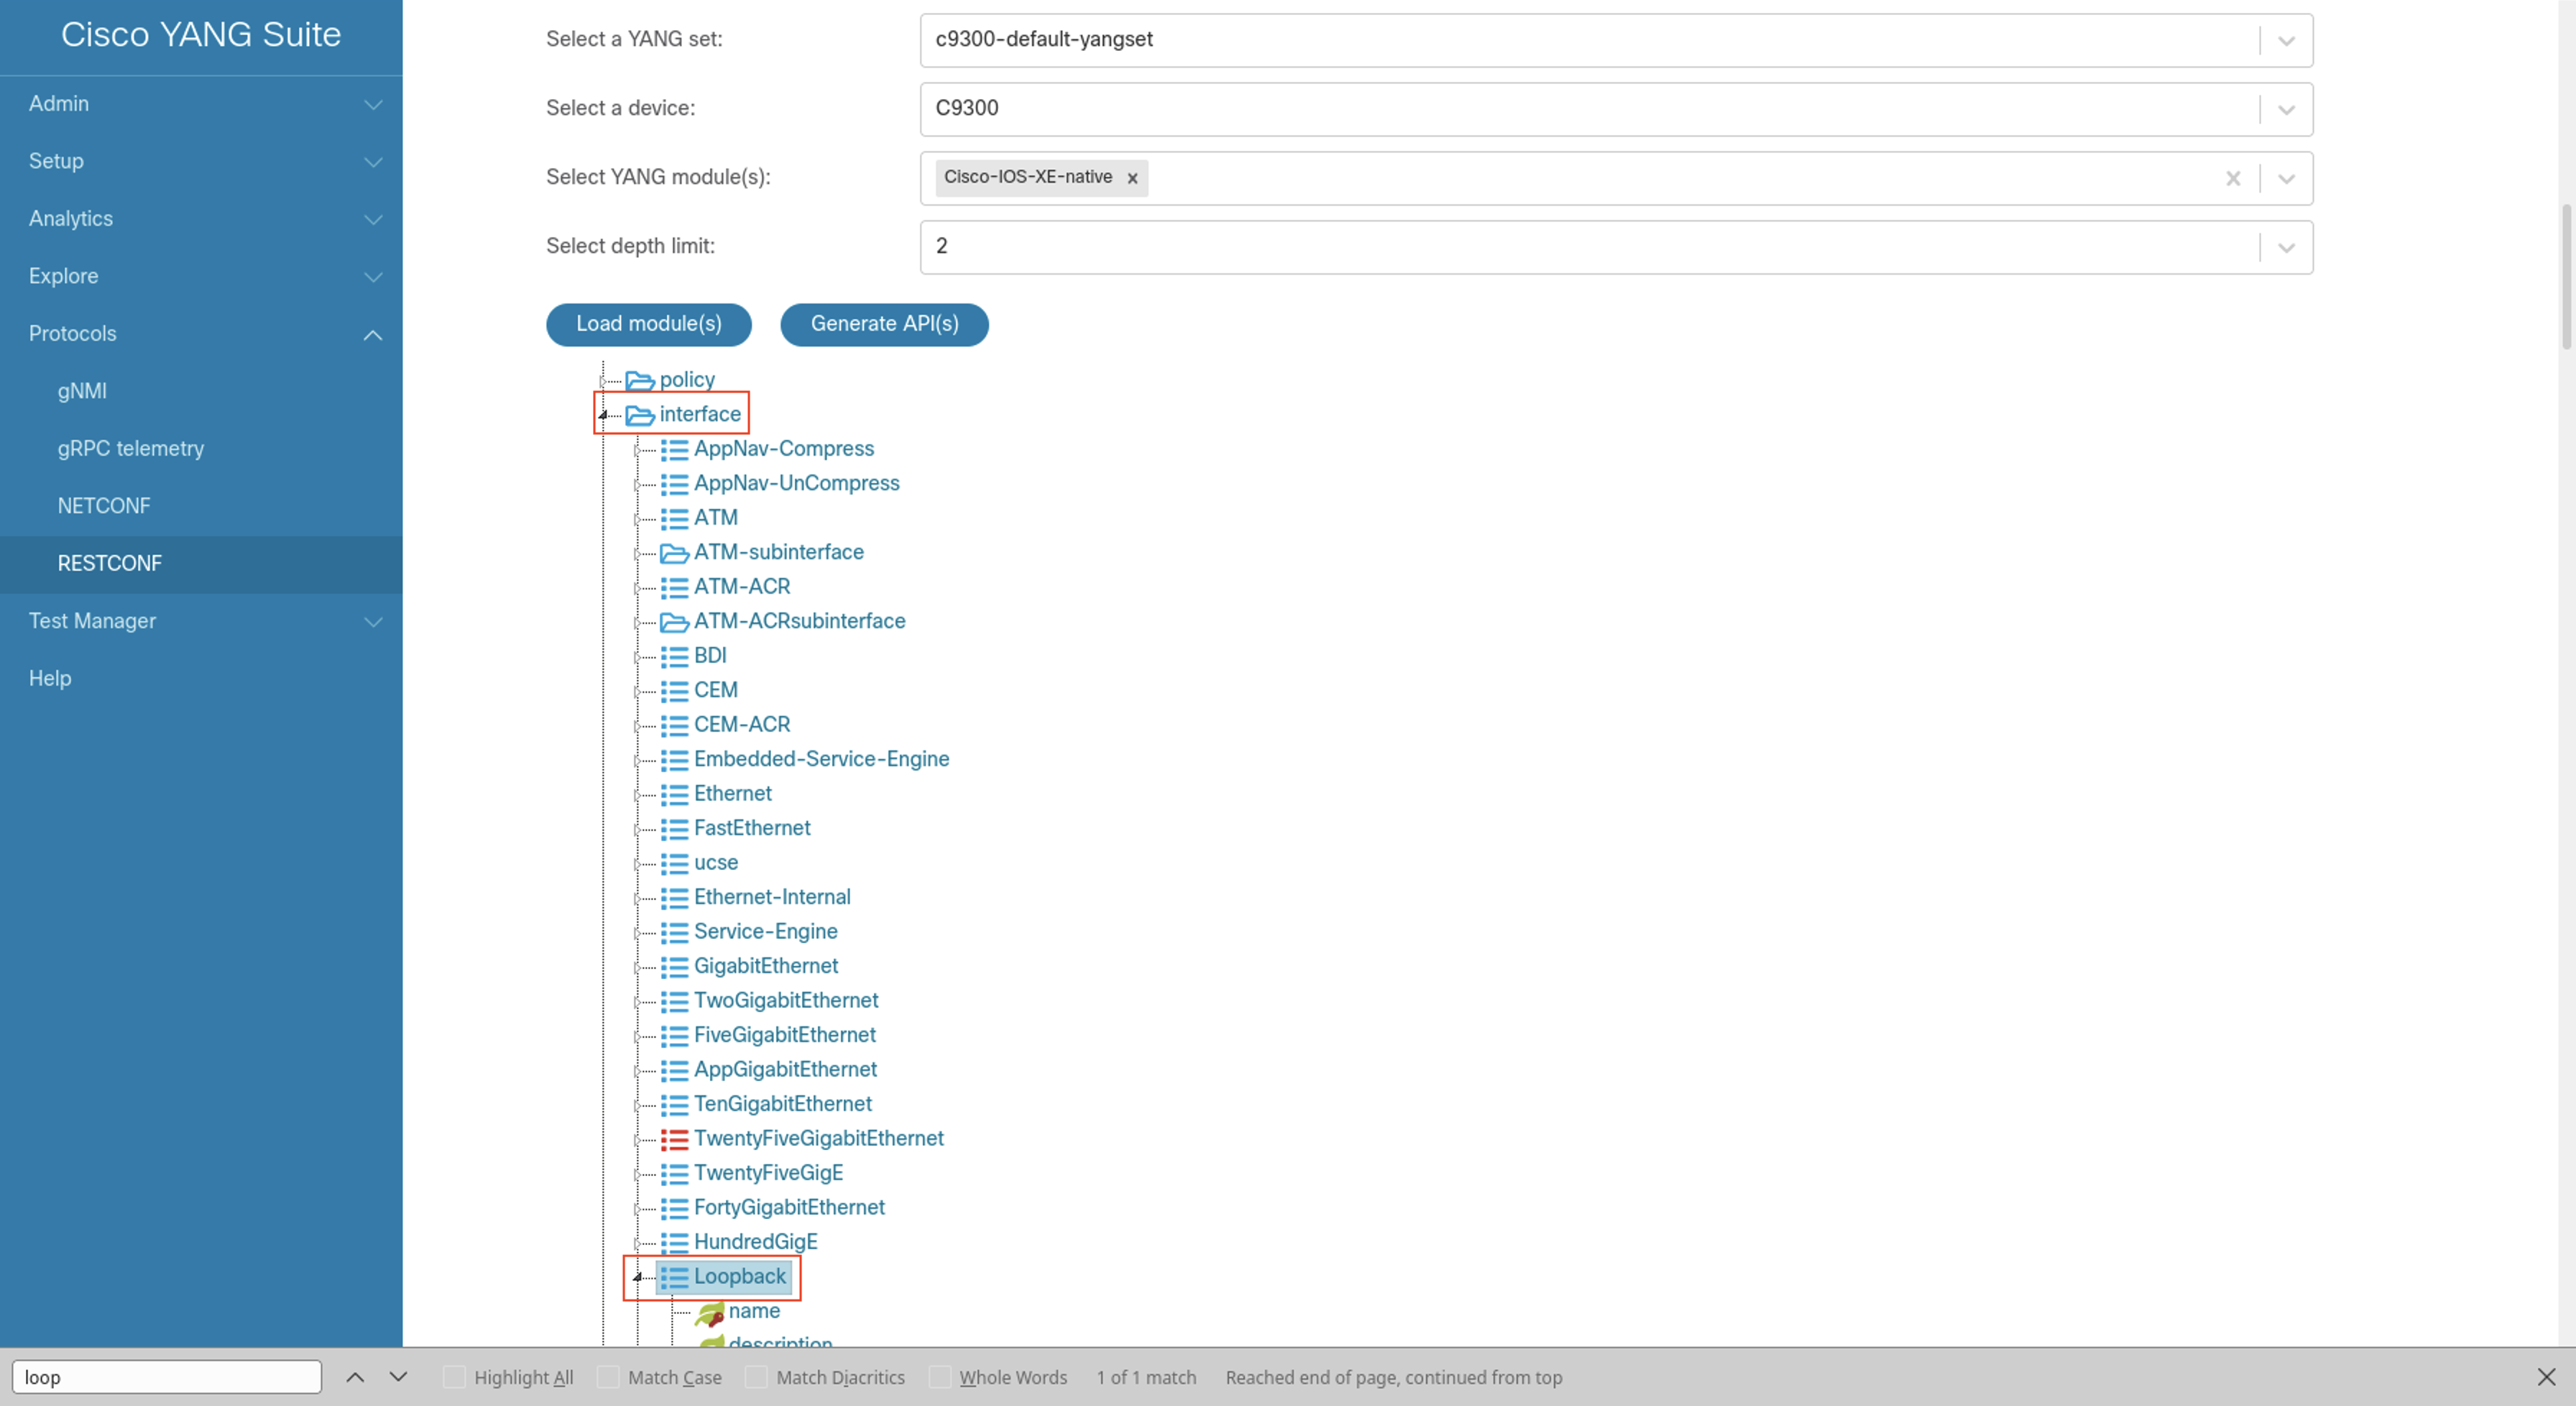 Cisco YANG Suite
Admin
Setup
Analytics
Explore
Protocols
gNMI
gRPC telemetry
NETCONF
RESTCONF
Test Manager
Help
Select a YANG set: c9300-default-yangset
Select a device: C9300
Select YANG module(s): Cisco-IOS-XE-native
Select depth limit: 2
Load module(s) Generate API(s)
policy
interface
AppNav-Compress
AppNav-UnCompress
ATM
ATM-subinterface
ATM-ACR
ATM-ACRsubinterface
BDI
CEM
CEM-ACR
Embedded-Service-Engine
Ethernet
FastEthernet
ucse
Ethernet-Internal
Service-Engine
GigabitEthernet
TwoGigabitEthernet
FiveGigabitEthernet
AppGigabitEthernet
TenGigabitEthernet
TwentyFiveGigabitEthernet
TwentyFiveGigE
FortyGigabitEthernet
HundredGigE
Loopback
name
description
loop Highlight All Match Case Match Diacritics Whole Words 1 of 1 match Reached end of page, continued from top